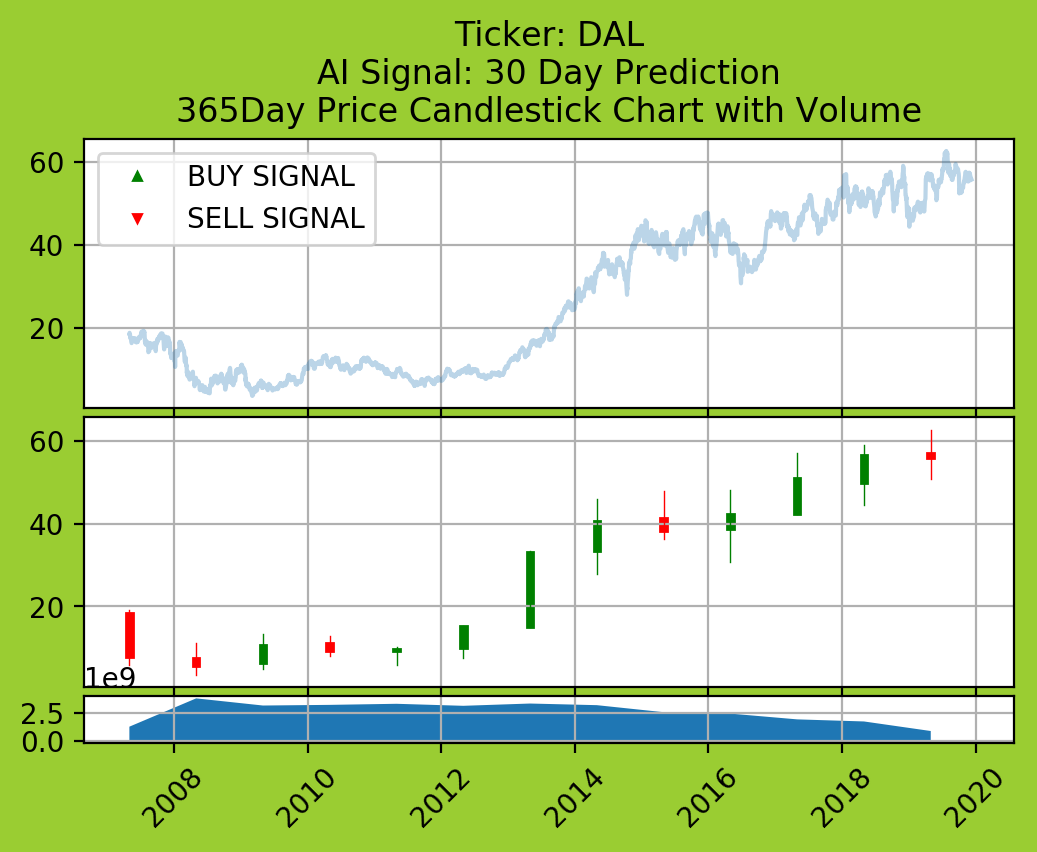 Ticker: DAL
AI Signal: 30 Day Prediction
365Day Price Candlestick Chart with Volume
BUY SIGNAL
SELL SIGNAL
60
40
20
60
40
20
1e9
2.5
0.0
2008
2010
2012
2014
2016
2018
2020